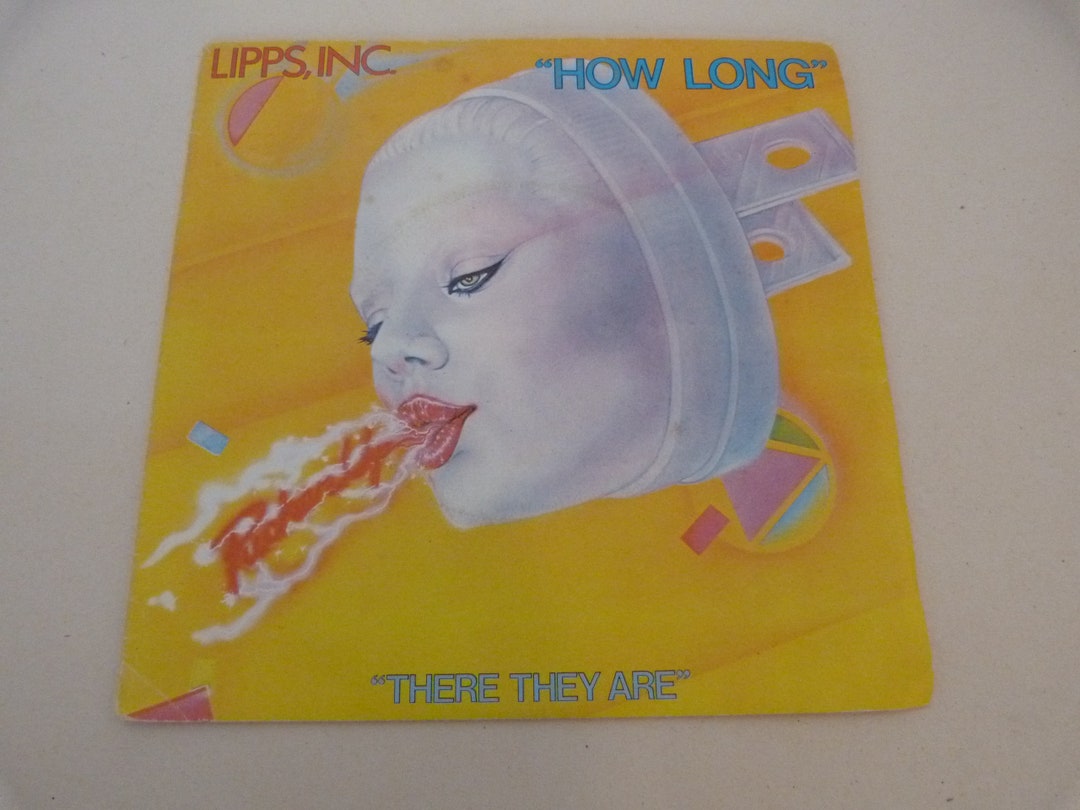 LIPPS, INC.
“HOW LONG”
“THERE THEY ARE”